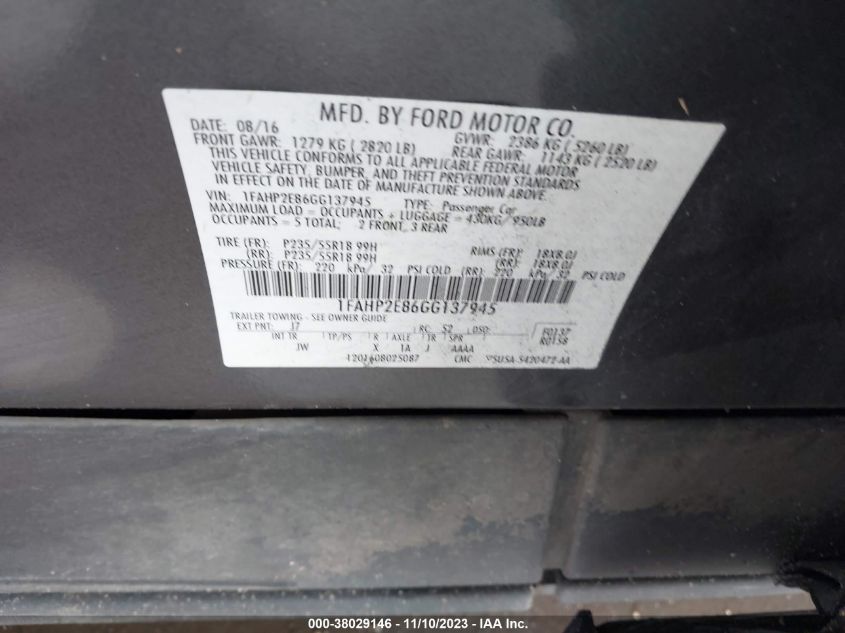 MFD. BY FORD MOTOR CO.
DATE: 08/16 GVWR: 2386 KG ( 5260 LB)
FRONT GAWR: 1279 KG ( 2820 LB) REAR GAWR: 1143 KG ( 2520 LB)
THIS VEHICLE CONFORMS TO ALL APPLICABLE FEDERAL MOTOR
VEHICLE SAFETY, BUMPER, AND THEFT PREVENTION STANDARDS
IN EFFECT ON THE DATE OF MANUFACTURE SHOWN ABOVE.
VIN: 1FAHP2E86GG137945 TYPE: Passenger Car
MAXIMUM LOAD = OCCUPANTS + LUGGAGE = 430KG/ 950LB
OCCUPANTS = 5 TOTAL; 2 FRONT, 3 REAR
TIRE (FR): P235/55R18 99H RIMS (FR): 18X8.0J
(RR): P235/55R18 99H (RR): 18X8.0J
PRESSURE (FR): 220 kPa/ 32 PSI COLD (RR): 220 kPa/ 32 PSI COLD
1FAHP2E86GG137945
TRAILER TOWING - SEE OWNER GUIDE
EXT PNT: J7 RC: 52 DSO: F0137
R0158
INT TR TP/PS R AXLE TR SPR
JW X 1A J AAAA
1201608025087 CMC
000-38029146 - 11/10/2023 - IAA Inc.